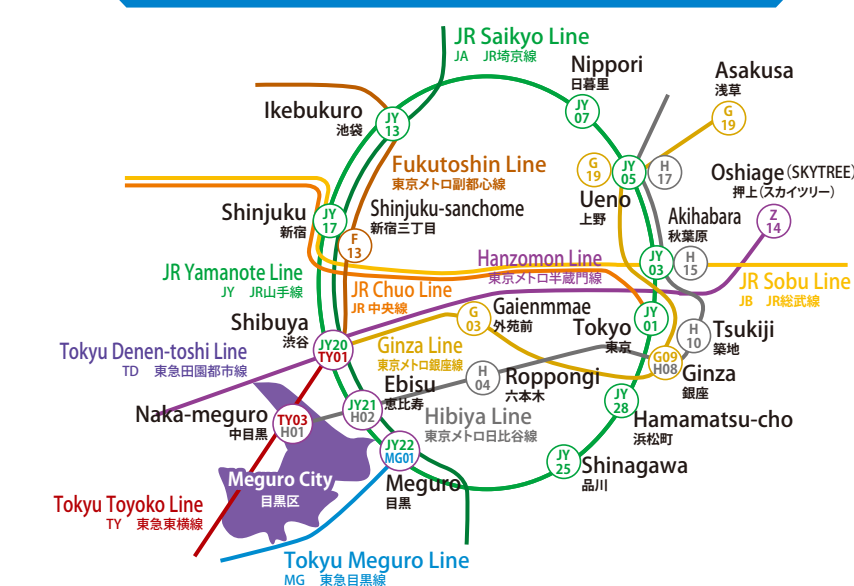 JR Saikyo Line
JA JR埼京線
Nippori
日暮里
JY
07
Asakusa
浅草
G
19
Ikebukuro
池袋
JY
13
Fukutoshin Line
東京メトロ副都心線
G
19
JY
05
H
17
Ueno
上野
Oshiage (SKYTREE)
押上(スカイツリー)
Z
14
Shinjuku
新宿
JY
17
Shinjuku-sanchome
新宿三丁目
F
13
Akihabara
秋葉原
JY
03
H
15
Hanzomon Line
東京メトロ半蔵門線
JR Yamanote Line
JY JR山手線
JR Chuo Line
JR 中央線
JR Sobu Line
JB JR総武線
Gaienmmae
外苑前
G
03
Tokyo
東京
JY
01
Tsukiji
築地
H
10
Shibuya
渋谷
JY20
TY01
Ginza Line
東京メトロ銀座線
Tokyu Denen-toshi Line
TD 東急田園都市線
G09
H08
Ginza
銀座
Ebisu
恵比寿
JY21
H02
H
04
Roppongi
六本木
Naka-meguro
中目黒
TY03
H01
Hibiya Line
東京メトロ日比谷線
JY
28
Hamamatsu-cho
浜松町
JY22
MG01
Meguro
目黒
JY
25
Shinagawa
品川
Meguro City
目黒区
Tokyu Toyoko Line
TY 東急東横線
Tokyu Meguro Line
MG 東急目黒線